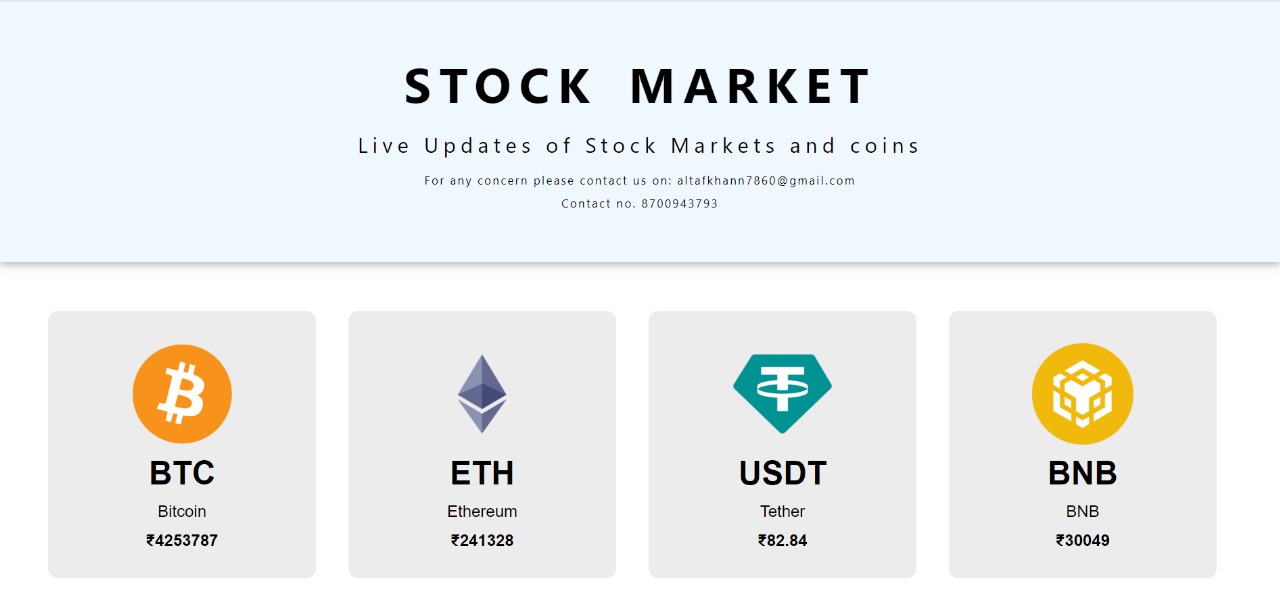 STOCK MARKET
Live Updates of Stock Markets and coins
For any concern please contact us on: altafkhann7860@gmail.com
Contact no. 8700943793
BTC
Bitcoin
₹4253787
ETH
Ethereum
₹241328
USDT
Tether
₹82.84
BNB
BNB
₹30049